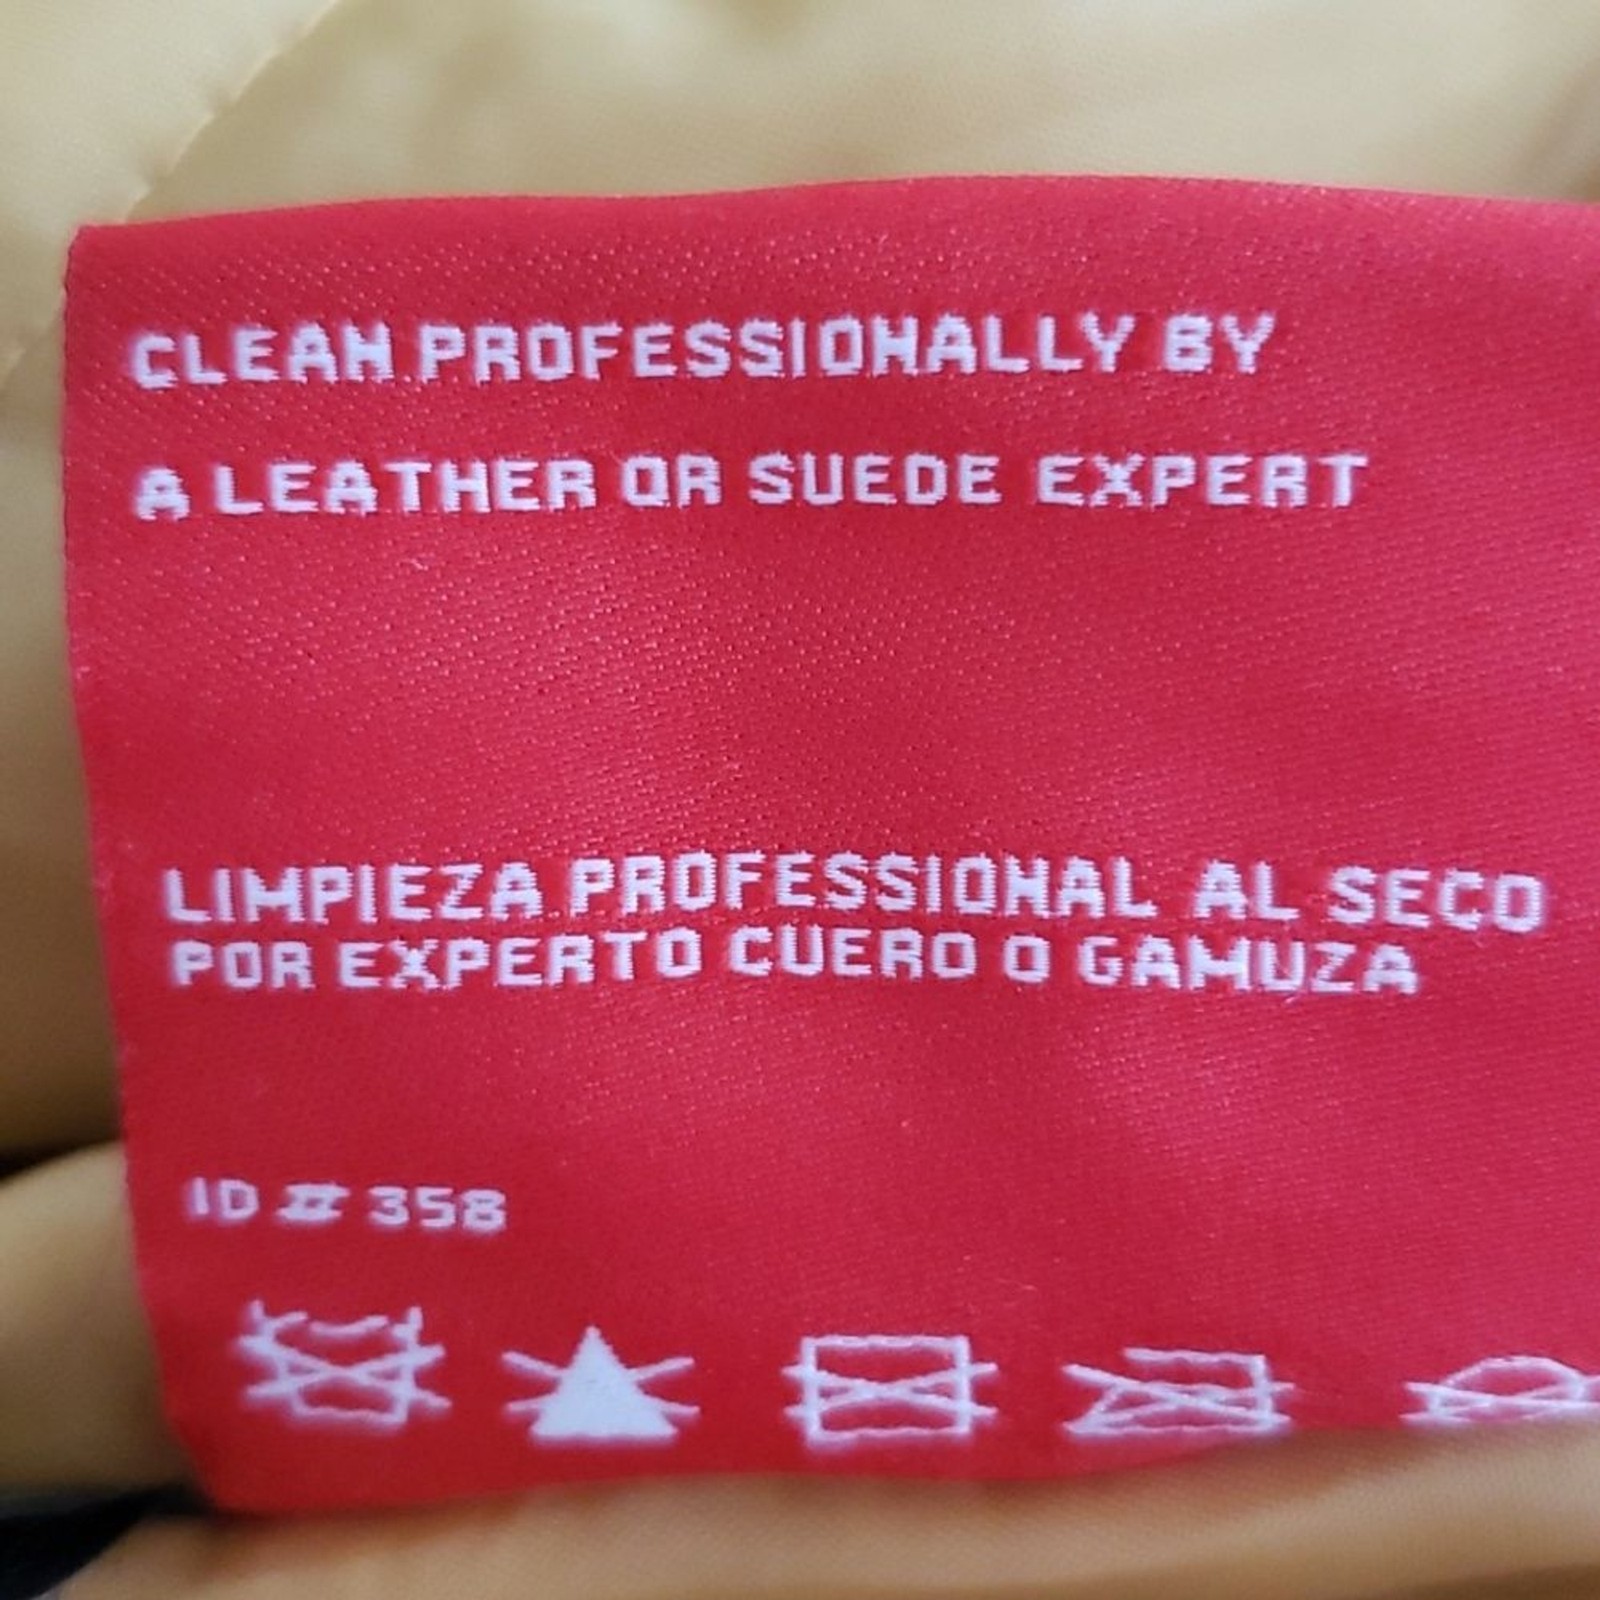 CLEAN PROFESSIONALLY BY
A LEATHER OR SUEDE EXPERT
LIMPIEZA PROFESSIONAL AL SECO
POR EXPERTO CUERO O GAMUZA
ID # 358